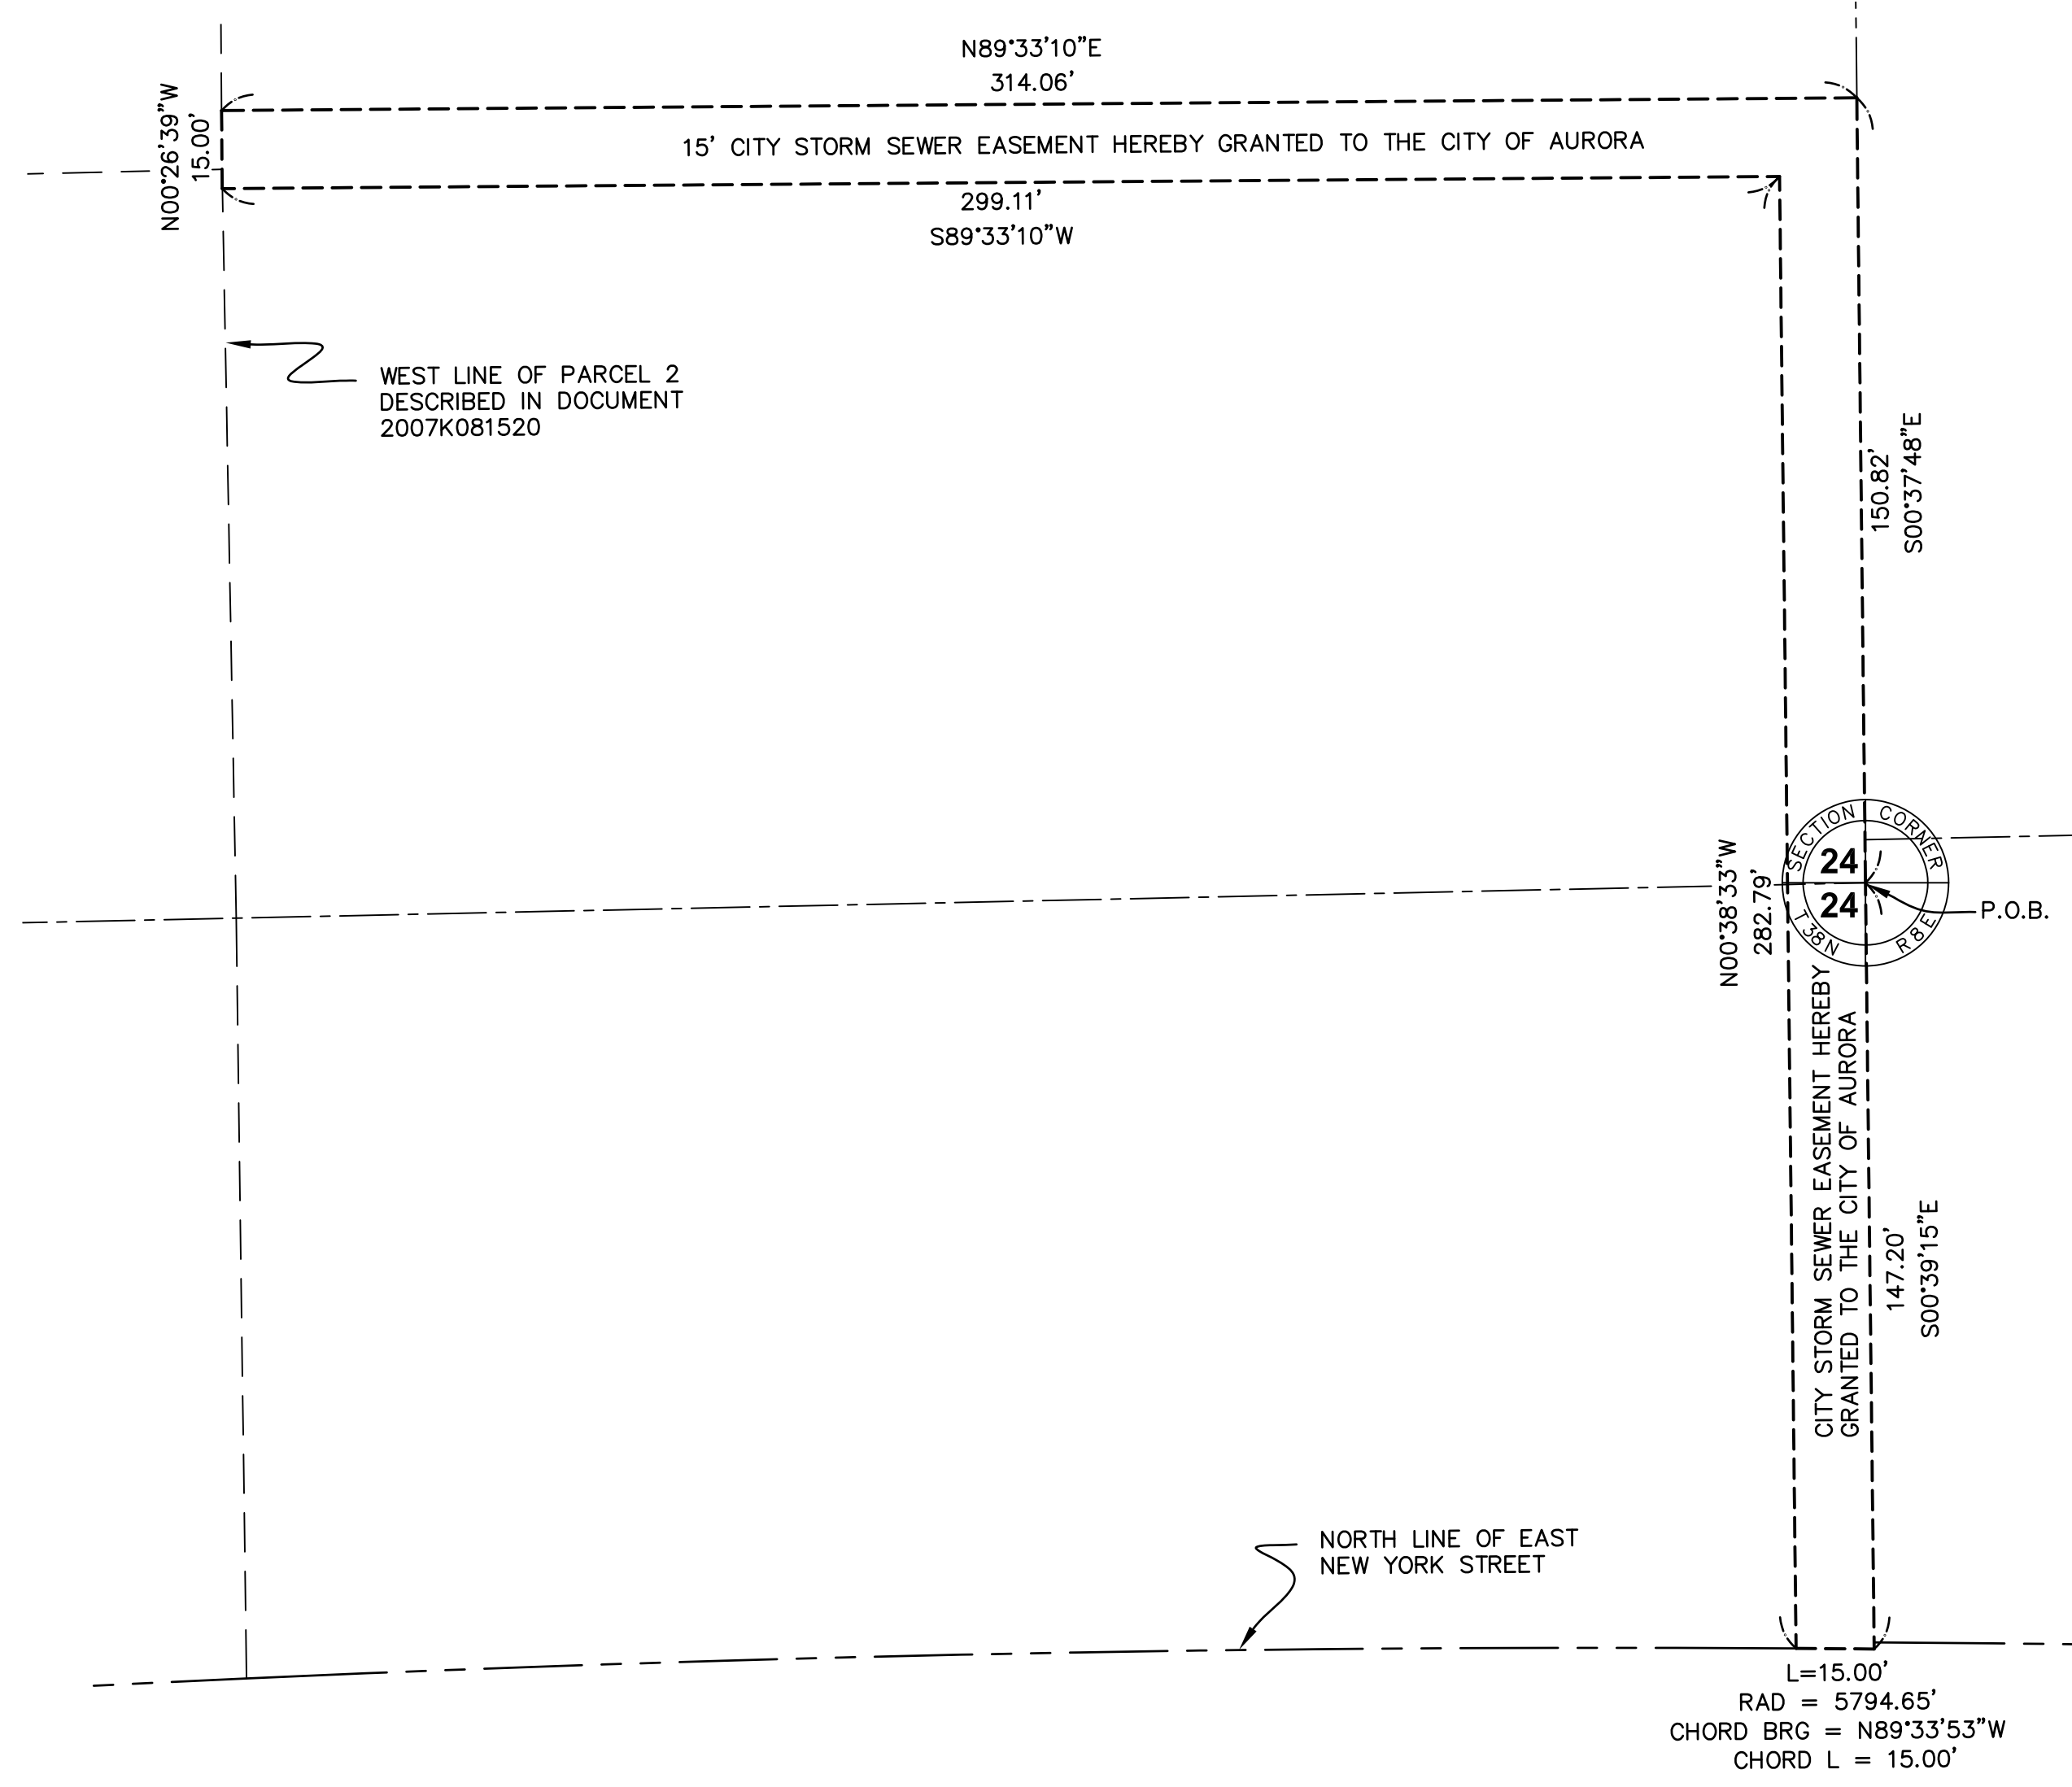 N89°33'10"E
314.06'
N00°26'39"W
15.00'
15' CITY STORM SEWER EASEMENT HEREBY GRANTED TO THE CITY OF AURORA
299.11'
S89°33'10"W
WEST LINE OF PARCEL 2
DESCRIBED IN DOCUMENT
2007K081520
150.82'
S00°37'48"E
N00°38'33"W
282.79'
SECTION CORNER
24
24
T38N R8E
P.O.B.
CITY STORM SEWER EASEMENT HEREBY
GRANTED TO THE CITY OF AURORA
147.20'
S00°39'15"E
NORTH LINE OF EAST
NEW YORK STREET
L=15.00'
RAD = 5794.65'
CHORD BRG = N89°33'53"W
CHORD L = 15.00'